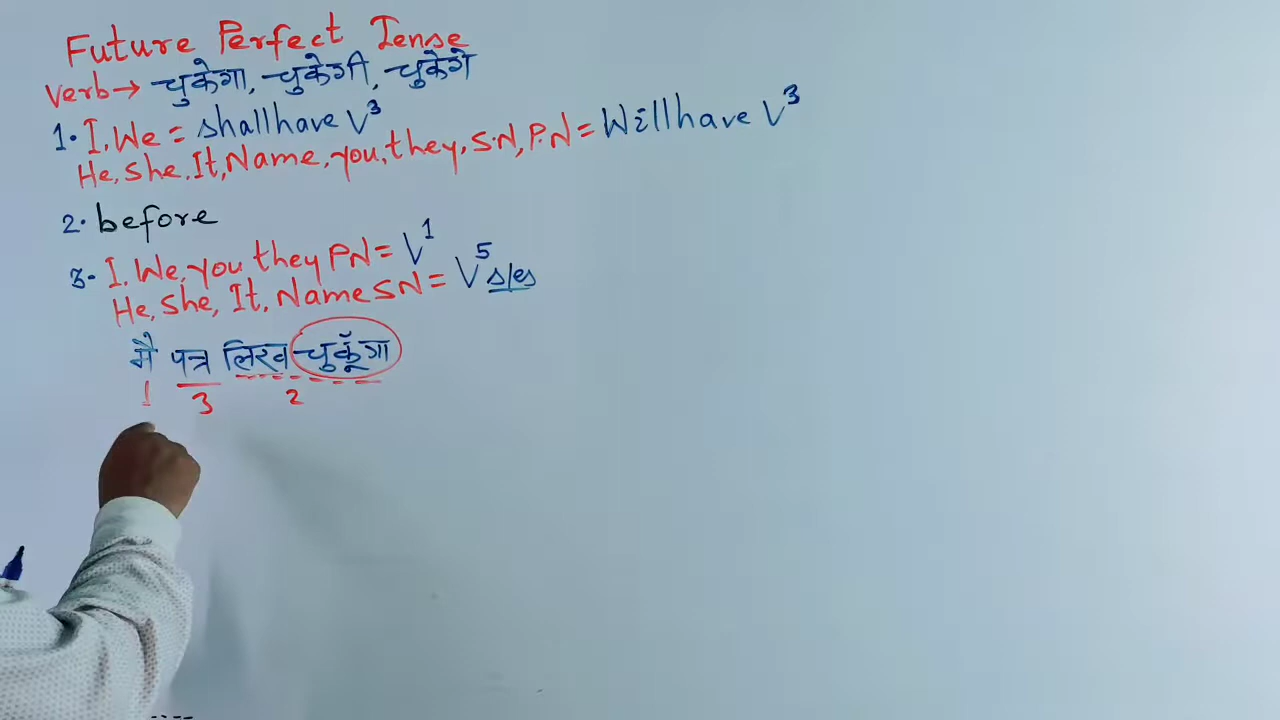 Future Perfect Tense
Verb→ चुकेगा, चुकेगी, चुकेगे
1. I, We = shall have V³
He, She, It, Name, you, they, S.N, P.N = Will have V³
2. before
3- I, We, you they PN = V¹
He, She, It, Name SN = V⁵ s/es
मै पत्र लिख चुकूँगा
1 3 2